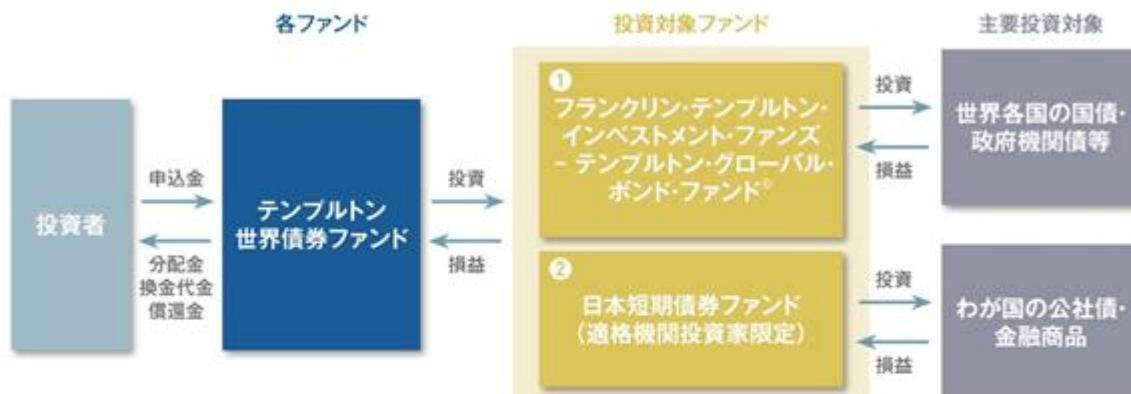 各ファンド
投資対象ファンド
主要投資対象
投資者
申込金
分配金
換金代金
償還金
テンプルトン
世界債券ファンド
投資
損益
①
フランクリン・テンプルトン・
インベストメント・ファンズ
– テンプルトン・グローバル・
ボンド・ファンド※
投資
損益
世界各国の国債・
政府機関債等
②
日本短期債券ファンド
（適格機関投資家限定）
投資
損益
わが国の公社債・
金融商品